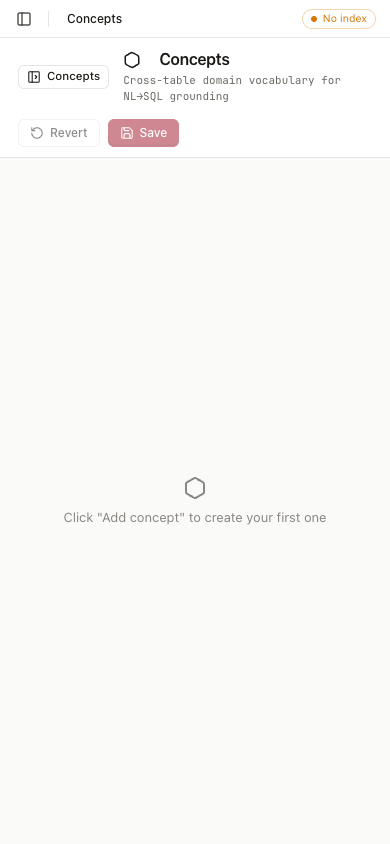 Concepts
No index
Concepts
Concepts
Cross-table domain vocabulary for
NL→SQL grounding
Revert
Save
Click "Add concept" to create your first one